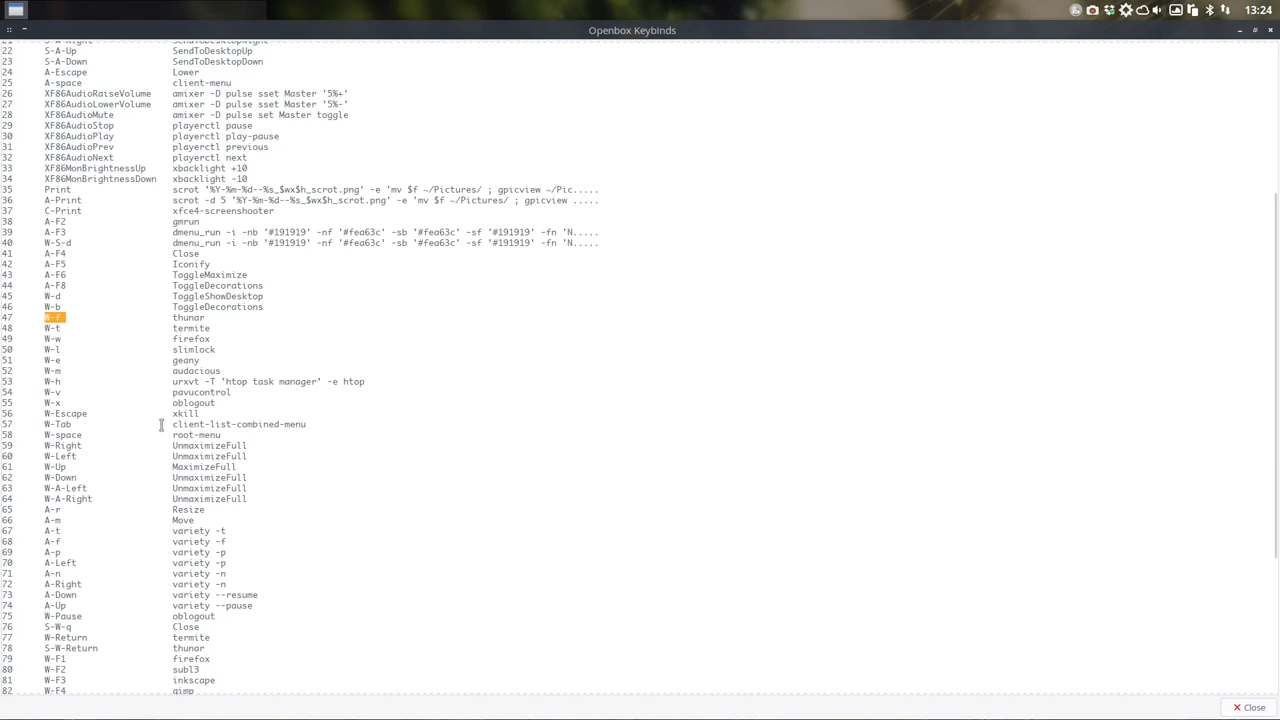 13:24
Openbox Keybinds
21 S-A-Right SendToDesktopRight
22 S-A-Up SendToDesktopUp
23 S-A-Down SendToDesktopDown
24 A-Escape Lower
25 A-space client-menu
26 XF86AudioRaiseVolume amixer -D pulse sset Master '5%+'
27 XF86AudioLowerVolume amixer -D pulse sset Master '5%-'
28 XF86AudioMute amixer -D pulse set Master toggle
29 XF86AudioStop playerctl pause
30 XF86AudioPlay playerctl play-pause
31 XF86AudioPrev playerctl previous
32 XF86AudioNext playerctl next
33 XF86MonBrightnessUp xbacklight +10
34 XF86MonBrightnessDown xbacklight -10
35 Print scrot '%Y-%m-%d--%s_$wx$h_scrot.png' -e 'mv $f ~/Pictures/ ; gpicview ~/Pic.....
36 A-Print scrot -d 5 '%Y-%m-%d--%s_$wx$h_scrot.png' -e 'mv $f ~/Pictures/ ; gpicview .....
37 C-Print xfce4-screenshooter
38 A-F2 gmrun
39 A-F3 dmenu_run -i -nb '#191919' -nf '#fea63c' -sb '#fea63c' -sf '#191919' -fn 'N.....
40 W-S-d dmenu_run -i -nb '#191919' -nf '#fea63c' -sb '#fea63c' -sf '#191919' -fn 'N.....
41 A-F4 Close
42 A-F5 Iconify
43 A-F6 ToggleMaximize
44 A-F8 ToggleDecorations
45 W-d ToggleShowDesktop
46 W-b ToggleDecorations
47 W-f thunar
48 W-t termite
49 W-w firefox
50 W-l slimlock
51 W-e geany
52 W-m audacious
53 W-h urxvt -T 'htop task manager' -e htop
54 W-v pavucontrol
55 W-x oblogout
56 W-Escape xkill
57 W-Tab client-list-combined-menu
58 W-space root-menu
59 W-Right UnmaximizeFull
60 W-Left UnmaximizeFull
61 W-Up MaximizeFull
62 W-Down UnmaximizeFull
63 W-A-Left UnmaximizeFull
64 W-A-Right UnmaximizeFull
65 A-r Resize
66 A-m Move
67 A-t variety -t
68 A-f variety -f
69 A-p variety -p
70 A-Left variety -p
71 A-n variety -n
72 A-Right variety -n
73 A-Down variety --resume
74 A-Up variety --pause
75 W-Pause oblogout
76 S-W-q Close
77 W-Return termite
78 S-W-Return thunar
79 W-F1 firefox
80 W-F2 subl3
81 W-F3 inkscape
82 W-F4 gimp
Close